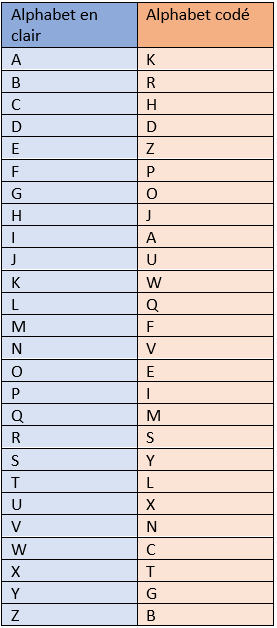 Alphabet en Alphabet codé
clair
A K
B R
C H
D D
E Z
F P
G O
H J
I A
J U
K W
L Q
M F
N V
O E
P I
Q M
R S
S Y
T L
U X
V N
W C
X T
Y G
Z B